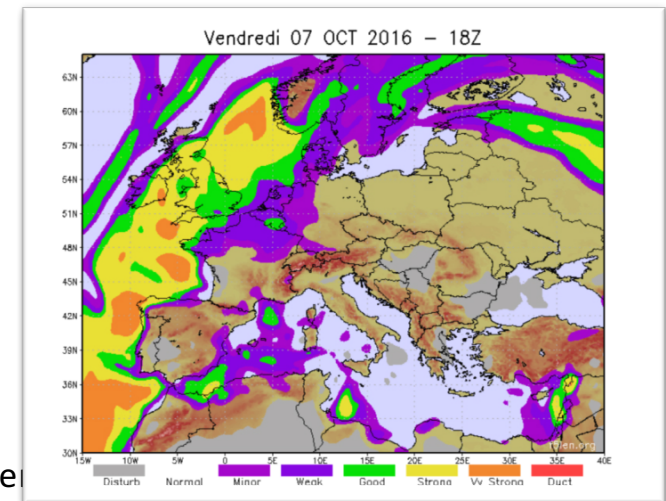 Vendredi 07 OCT 2016 – 18Z
63N
60N
57N
54N
51N
48N
45N
42N
39N
36N
33N
30N
15W 10W 5W 0 5E 10E 15E 20E 25E 30E 35E 40E
Disturb Normal Minor Weak Good Strong Vy Strong Duct